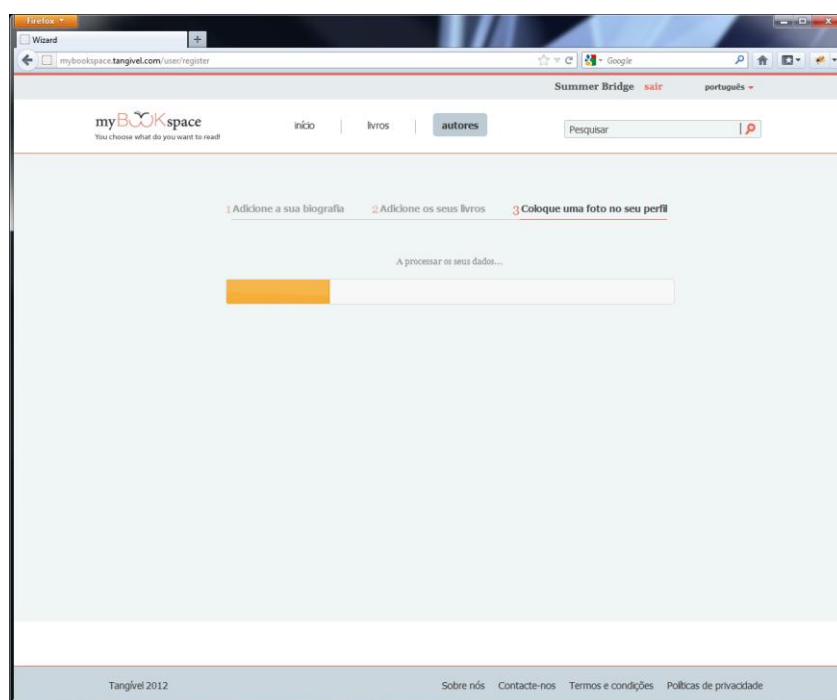 Firefox
Wizard
mybookspace.tangivel.com/user/register
Google
Summer Bridge sair português
myBOOKspace
You choose what do you want to read!
início livros autores
Pesquisar
1 Adicione a sua biografia 2 Adicione os seus livros 3 Coloque uma foto no seu perfil
A processar os seus dados...
Tangível 2012 Sobre nós Contacte-nos Termos e condições Políticas de privacidade